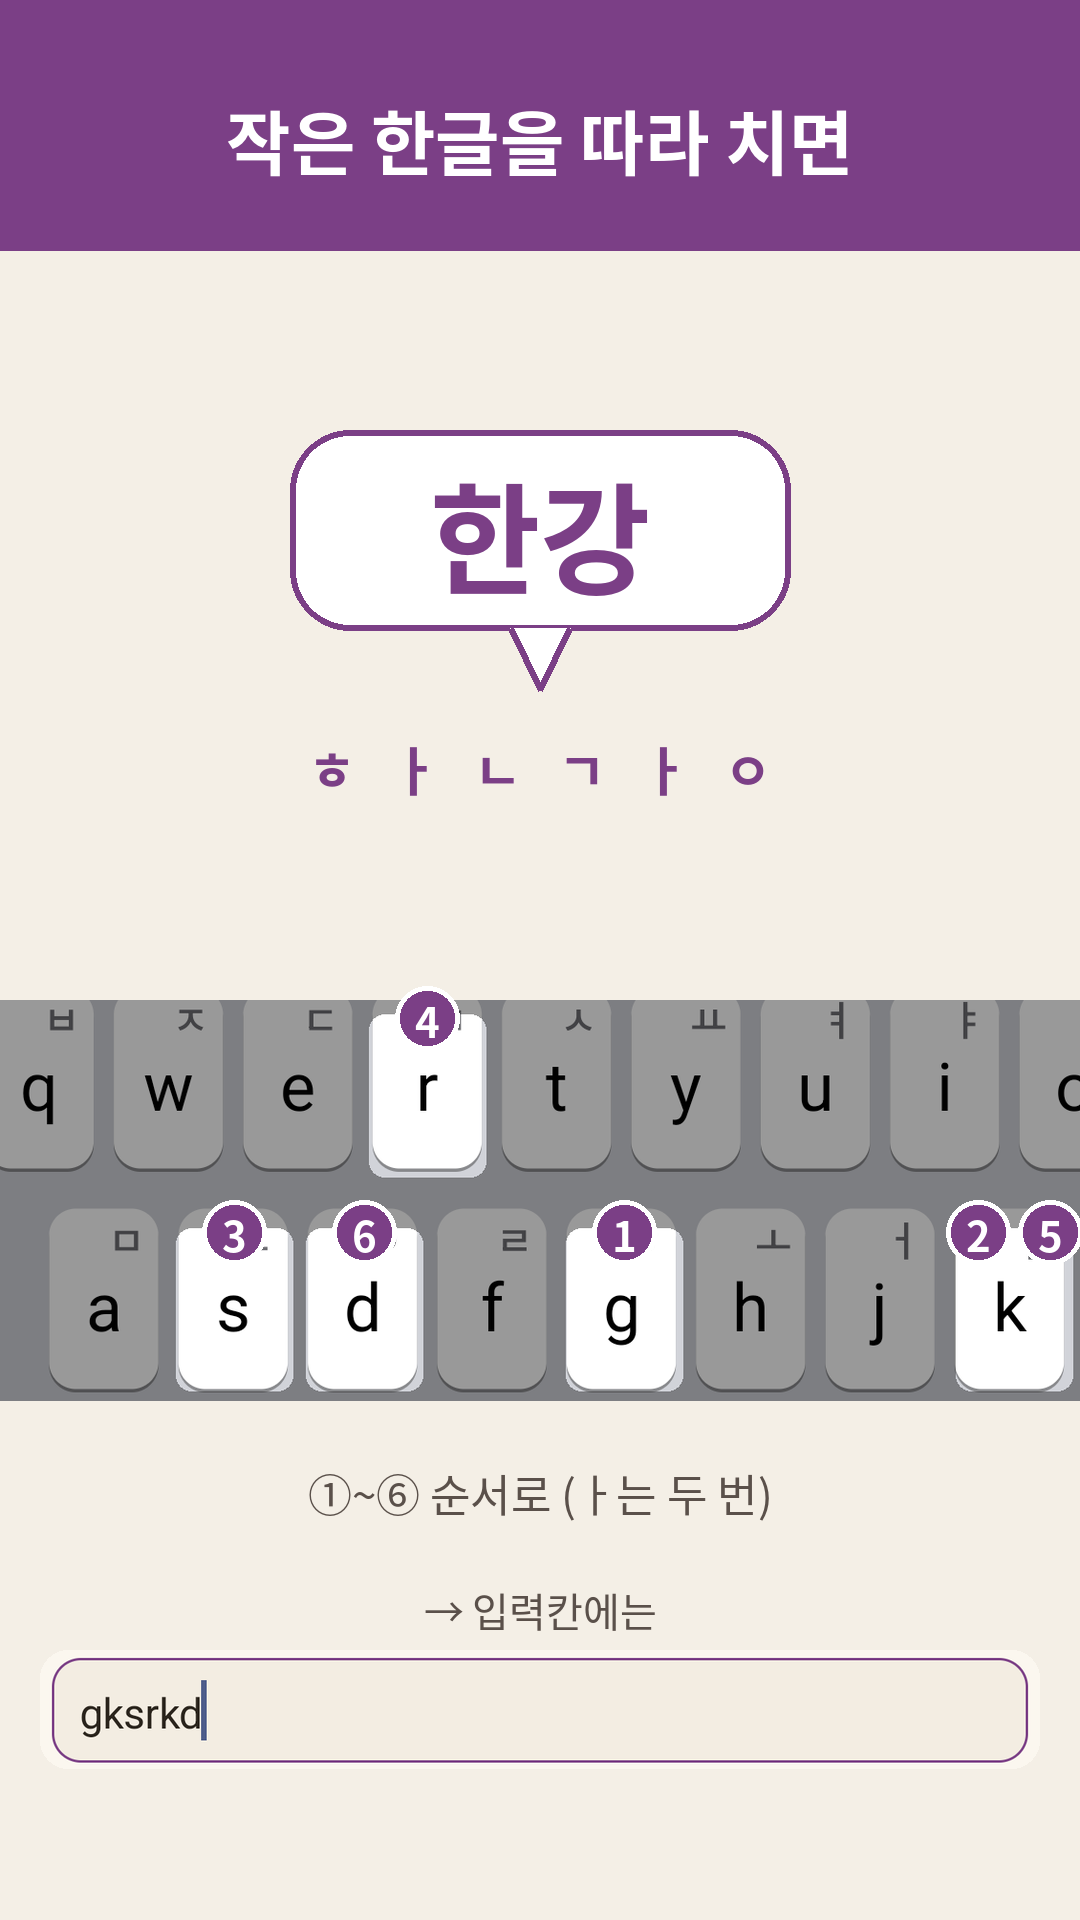 작은 한글을 따라 치면
한강
ㅎ ㅏ ㄴ ㄱ ㅏ ㅇ
ㅂ ㅈ ㄷ 4 ㅅ ㅛ ㅕ ㅑ
q w e r t y u i o
ㅁ 3 6 ㄹ 1 ㅗ ㅓ 2 5
a s d f g h j k
①~⑥ 순서로 (ㅏ는 두 번)
→ 입력칸에는
gksrkd